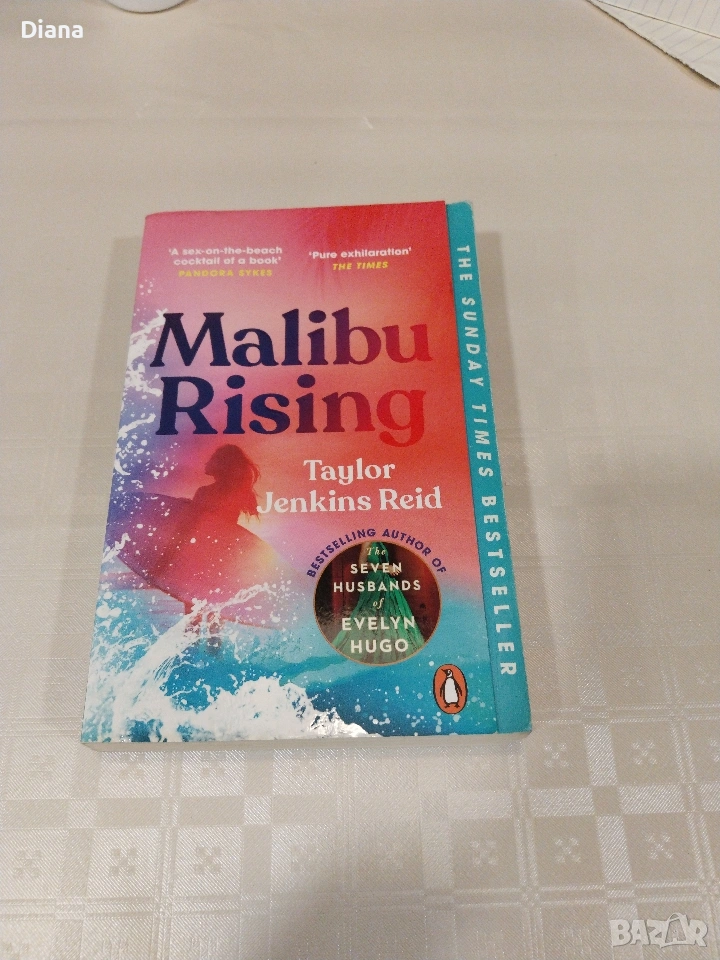 Diana
'A sex-on-the-beach
cocktail of a book'
PANDORA SYKES
'Pure exhilaration'
THE TIMES
Malibu
Rising
Taylor
Jenkins Reid
BESTSELLING AUTHOR OF
The
SEVEN
HUSBANDS
of
EVELYN
HUGO
THE SUNDAY TIMES BESTSELLER
BAZAR